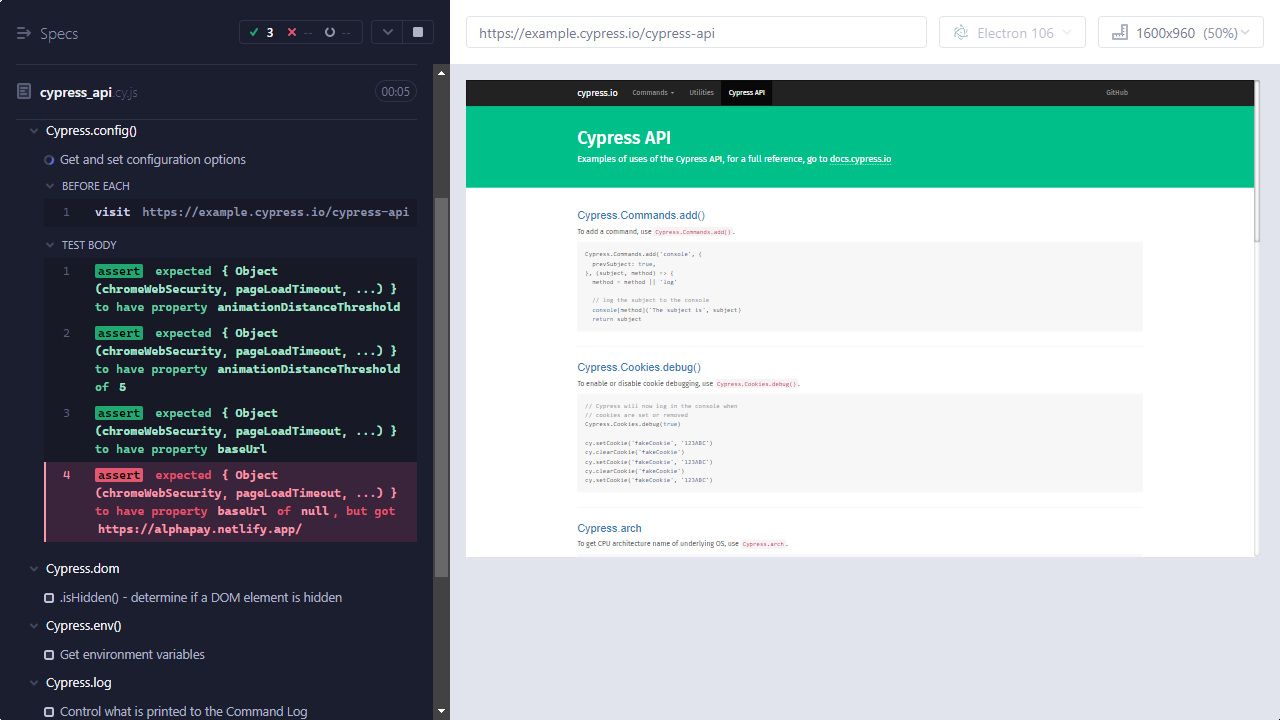 Specs
3
--
--
cypress_api.cy.js
00:05
Cypress.config()
Get and set configuration options
BEFORE EACH
1 visit https://example.cypress.io/cypress-api
TEST BODY
1 assert expected { Object
(chromeWebSecurity, pageLoadTimeout, ...) }
to have property animationDistanceThreshold
2 assert expected { Object
(chromeWebSecurity, pageLoadTimeout, ...) }
to have property animationDistanceThreshold
of 5
3 assert expected { Object
(chromeWebSecurity, pageLoadTimeout, ...) }
to have property baseUrl
4 assert expected { Object
(chromeWebSecurity, pageLoadTimeout, ...) }
to have property baseUrl of null, but got
https://alphapay.netlify.app/
Cypress.dom
.isHidden() - determine if a DOM element is hidden
Cypress.env()
Get environment variables
Cypress.log
Control what is printed to the Command Log
https://example.cypress.io/cypress-api
Electron 106
1600x960 (50%)
cypress.io Commands Utilities Cypress API GitHub
Cypress API
Examples of uses of the Cypress API, for a full reference, go to docs.cypress.io
Cypress.Commands.add()
To add a command, use Cypress.Commands.add().
Cypress.Commands.add('console', {
prevSubject: true,
}, (subject, method) => {
method = method || 'log'
// log the subject to the console
console[method]('The subject is', subject)
return subject
Cypress.Cookies.debug()
To enable or disable cookie debugging, use Cypress.Cookies.debug().
// Cypress will now log in the console when
// cookies are set or removed
Cypress.Cookies.debug(true)
cy.setCookie('fakeCookie', '123ABC')
cy.clearCookie('fakeCookie')
cy.setCookie('fakeCookie', '123ABC')
cy.clearCookie('fakeCookie')
cy.setCookie('fakeCookie', '123ABC')
Cypress.arch
To get CPU architecture name of underlying OS, use Cypress.arch.